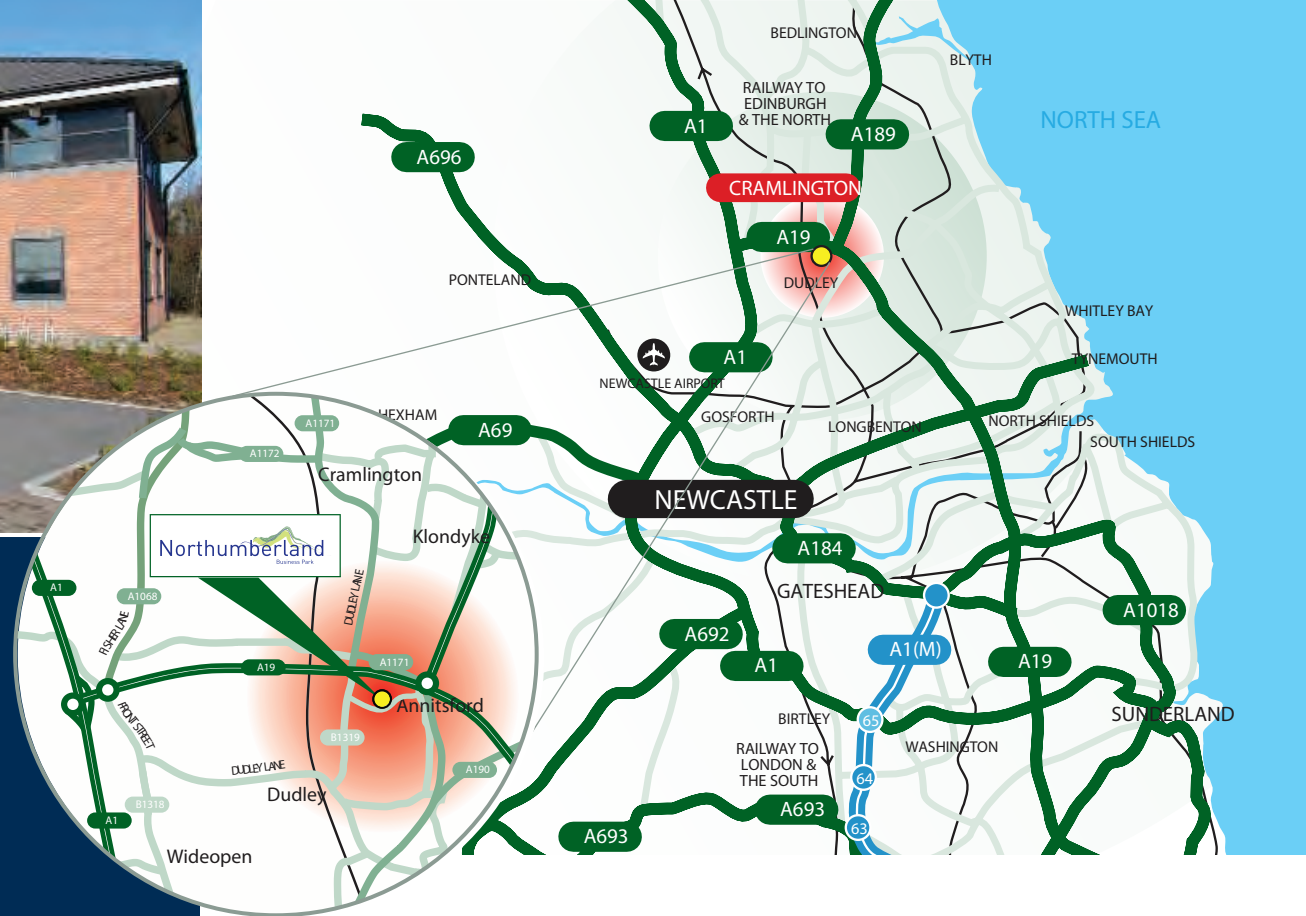 BEDLINGTON
BLYTH
RAILWAY TO
EDINBURGH
& THE NORTH
NORTH SEA
A1
A189
A696
CRAMLINGTON
A19
PONTELAND
DUDLEY
WHITLEY BAY
A1
TYNEMOUTH
NEWCASTLE AIRPORT
HEXHAM
A69
GOSFORTH
LONGBENTON
NORTH SHIELDS
SOUTH SHIELDS
NEWCASTLE
A184
GATESHEAD
A1018
A692
A1(M)
A1
A19
BIRTLEY
65
SUNDERLAND
WASHINGTON
RAILWAY TO
LONDON &
THE SOUTH
64
A693
63
A693
A1171
A1172
Cramlington
Klondyke
Northumberland
Business Park
A1
A1068
DUDLEY LANE
FISHER LANE
A19
A1171
Annitsford
FRONT STREET
B1319
DUDLEY LANE
A190
Dudley
B1318
A1
Wideopen